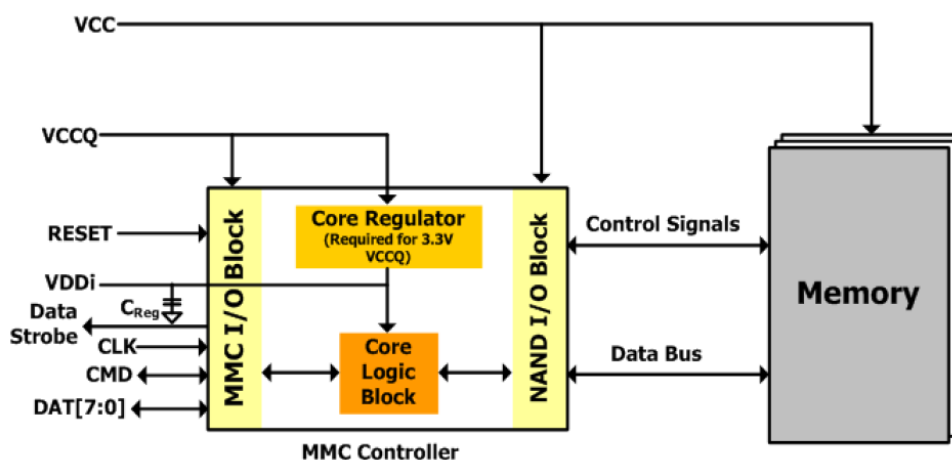 VCC
VCCQ
RESET
VDDi
CReg
Data
Strobe
CLK
CMD
DAT[7:0]
MMC I/O Block
Core Regulator
(Required for 3.3V
VCCQ)
Core
Logic
Block
NAND I/O Block
MMC Controller
Control Signals
Data Bus
Memory